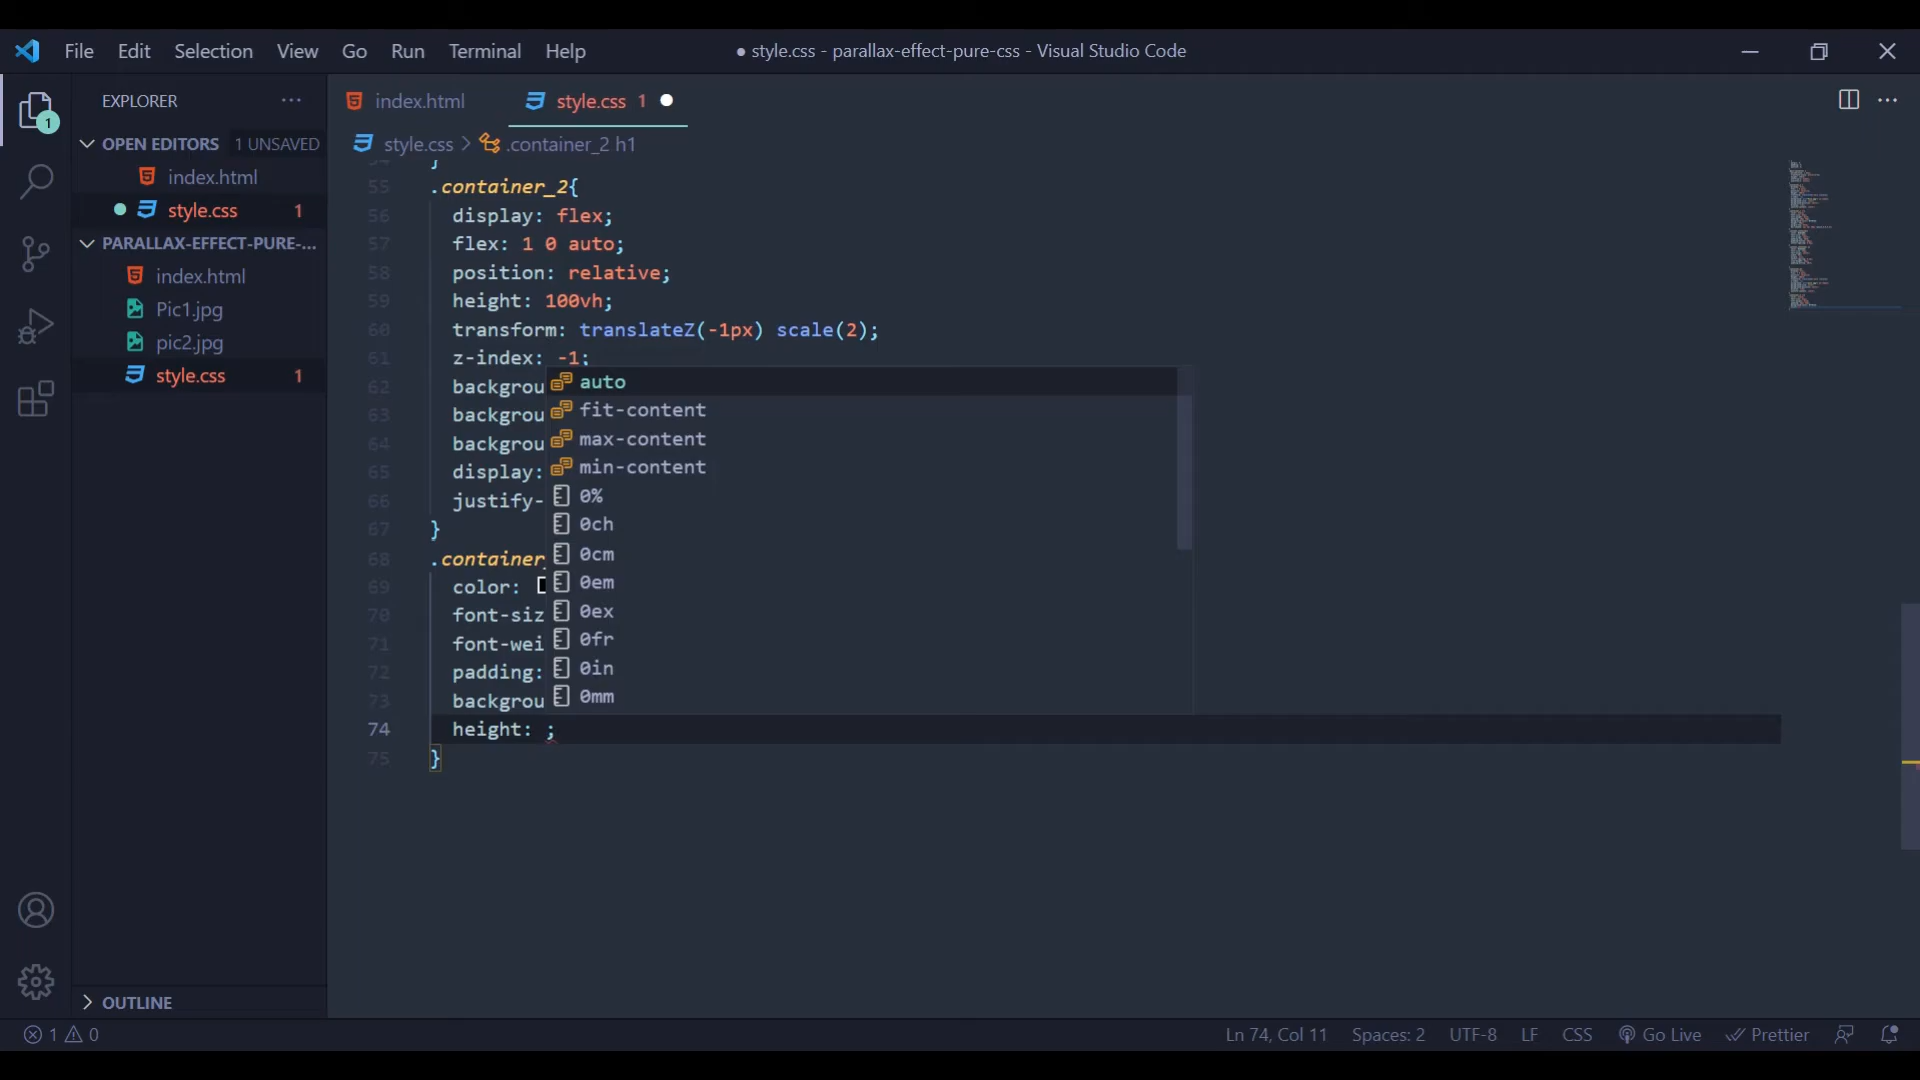 File Edit Selection View Go Run Terminal Help
● style.css - parallax-effect-pure-css - Visual Studio Code
EXPLORER
OPEN EDITORS 1 UNSAVED
index.html
style.css 1
PARALLAX-EFFECT-PURE-...
index.html
Pic1.jpg
pic2.jpg
style.css 1
OUTLINE
1
index.html style.css 1
style.css > .container_2 h1
54 }
55 .container_2{
56 display: flex;
57 flex: 1 0 auto;
58 position: relative;
59 height: 100vh;
60 transform: translateZ(-1px) scale(2);
61 z-index: -1;
62 backgrou
63 backgrou
64 backgrou
65 display:
66 justify-
67 }
68 .container_
69 color:
70 font-siz
71 font-wei
72 padding:
73 backgrou
74 height: ;
75 }
auto
fit-content
max-content
min-content
0%
0ch
0cm
0em
0ex
0fr
0in
0mm
1 0
Ln 74, Col 11 Spaces: 2 UTF-8 LF CSS Go Live Prettier